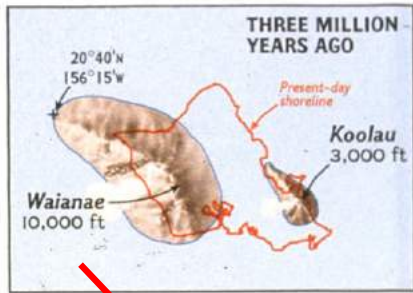 THREE MILLION
YEARS AGO
20°40'N
156°15'W
Present-day
shoreline
Koolau
3,000 ft
Waianae
10,000 ft